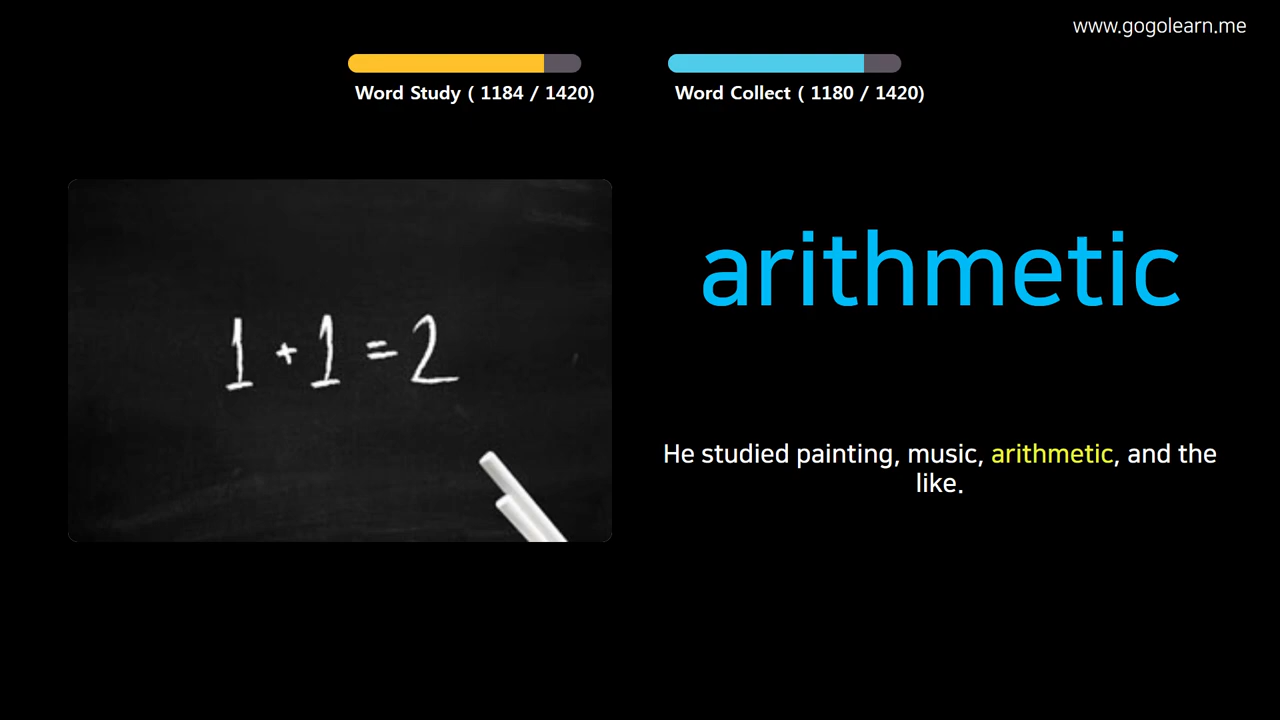 www.gogolearn.me
Word Study ( 1184 / 1420)
Word Collect ( 1180 / 1420)
arithmetic
1 + 1 = 2
He studied painting, music, arithmetic, and the
like.